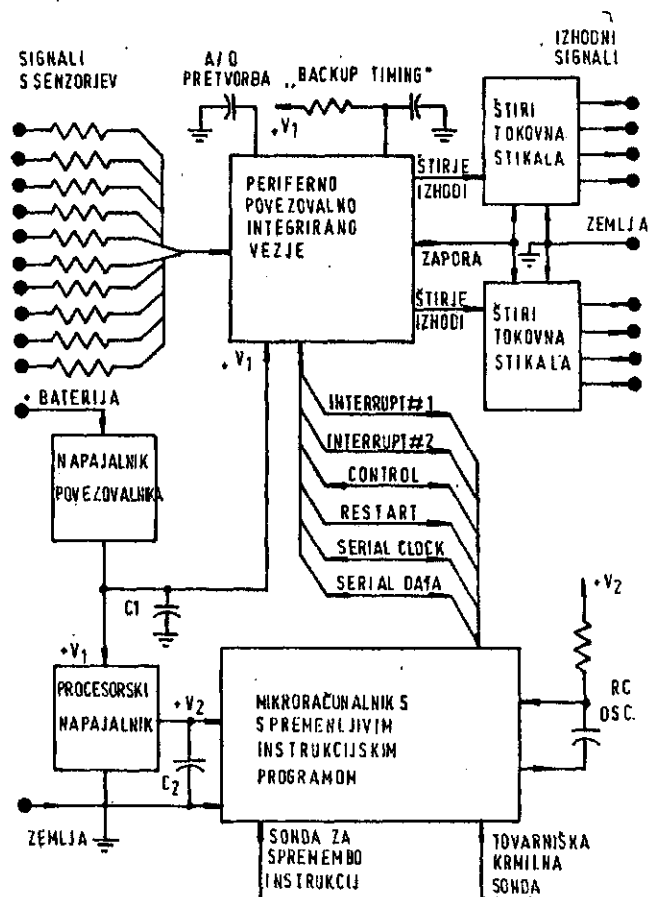 SIGNALI
S SENZORJEV
A/D
PRETVORBA
„BACKUP TIMING"
+V1
IZHODNI
SIGNALI
ŠTIRI
TOKOVNA
STIKALA
PERIFERNO
POVEZOVALNO
INTEGRIRANO
VEZJE
ŠTIRJE
IZHODI
ZEMLJA
ZAPORA
ŠTIRJE
IZHODI
ŠTIRI
TOKOVNA
STIKALA
+V1
+ BATERIJA
NAPAJALNIK
POVEZOVALNIKA
INTERRUPT#1
INTERRUPT#2
CONTROL
RESTART
SERIAL CLOCK
SERIAL DATA
C1
+V2
+V1
PROCESORSKI
NAPAJALNIK
+V2
C2
MIKRORAČUNALNIK S
SPREMENLJIVIM
INSTRUKCIJSKIM
PROGRAMOM
RC
OSC.
ZEMLJA
SONDA ZA
SPREMEMBO
INSTRUKCIJ
TOVARNIŠKA
KRMILNA
SONDA